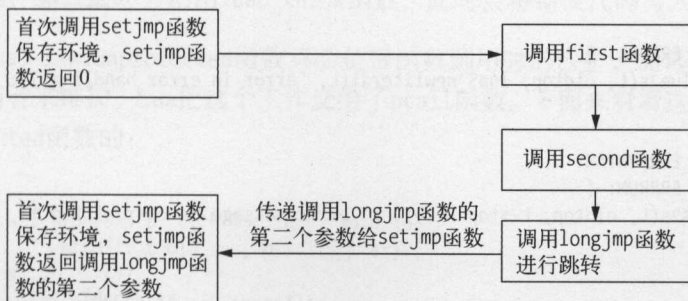 首次调用setjmp函数
保存环境，setjmp函
数返回0
调用first函数
调用second函数
调用longjmp函数
进行跳转
传递调用longjmp函数的
第二个参数给setjmp函数
首次调用setjmp函数
保存环境，setjmp函
数返回调用longjmp函
数的第二个参数